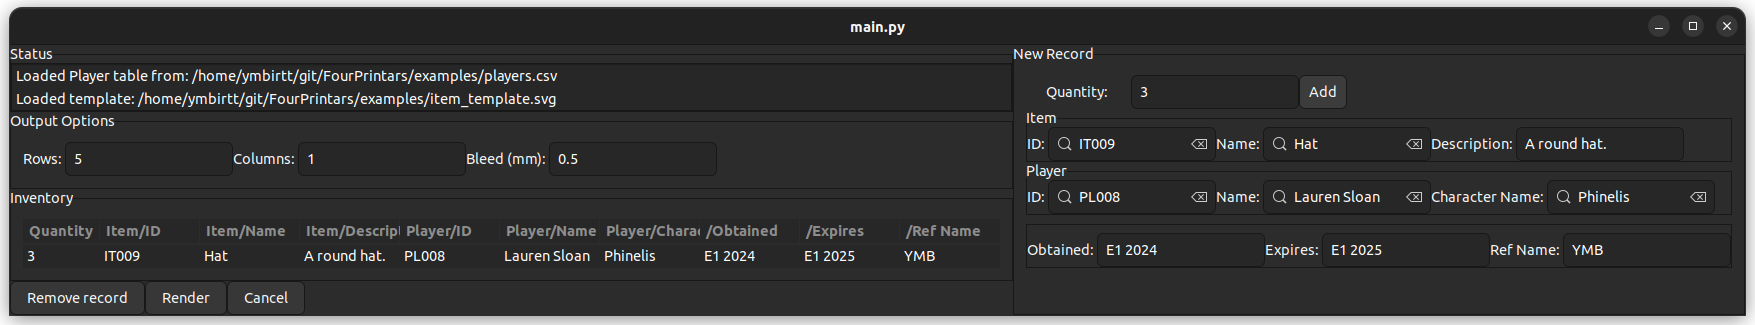 main.py
Status
Loaded Player table from: /home/ymbirtt/git/FourPrintars/examples/players.csv
Loaded template: /home/ymbirtt/git/FourPrintars/examples/item_template.svg
Output Options
Rows: 5 Columns: 1 Bleed (mm): 0.5
Inventory
Quantity Item/ID Item/Name Item/Descript Player/ID Player/Name Player/Charac /Obtained /Expires /Ref Name
3 IT009 Hat A round hat. PL008 Lauren Sloan Phinelis E1 2024 E1 2025 YMB
Remove record Render Cancel
New Record
Quantity: 3 Add
Item
ID: IT009 Name: Hat Description: A round hat.
Player
ID: PL008 Name: Lauren Sloan Character Name: Phinelis
Obtained: E1 2024 Expires: E1 2025 Ref Name: YMB